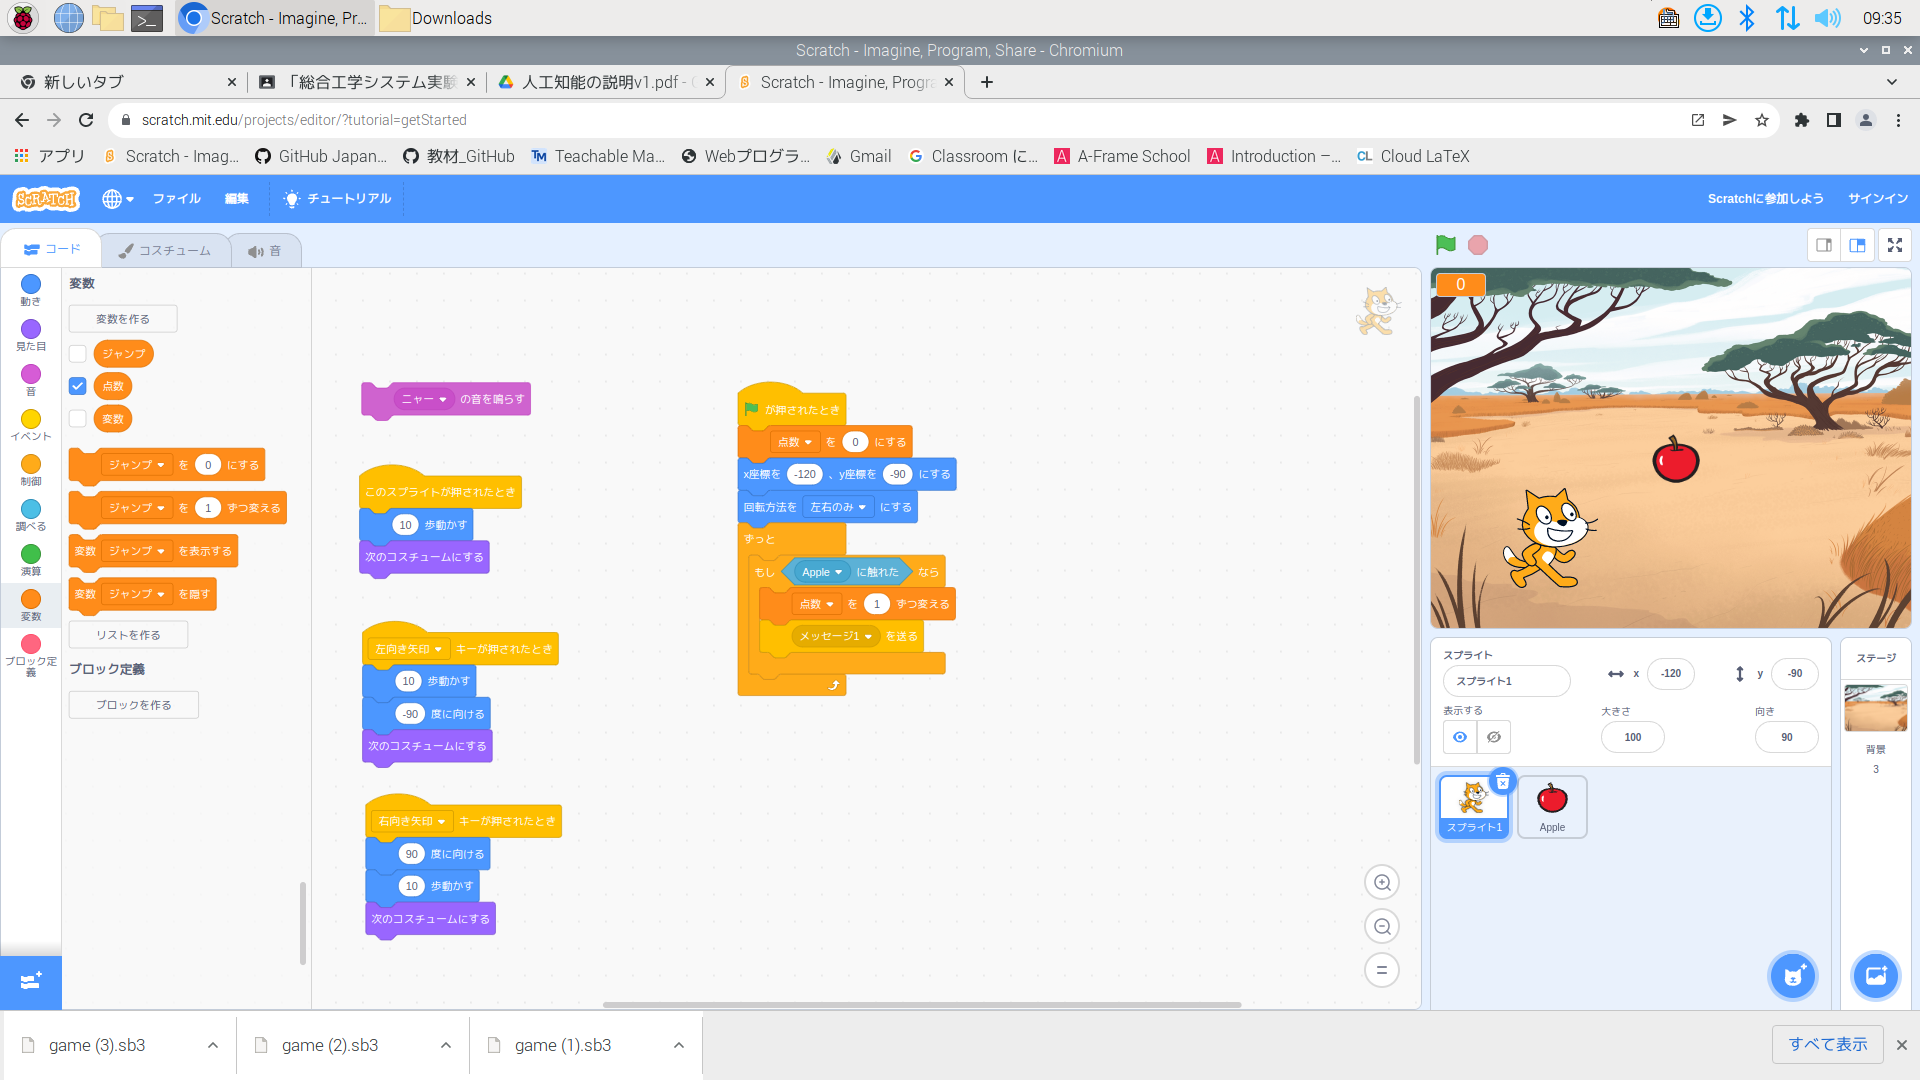 Scratch - Imagine, Pr...
Downloads
09:35
Scratch - Imagine, Program, Share - Chromium
新しいタブ
「総合工学システム実験
人工知能の説明v1.pdf -
Scratch - Imagine, Progra
scratch.mit.edu/projects/editor/?tutorial=getStarted
アプリ
Scratch - Imag...
GitHub Japan...
教材_GitHub
Teachable Ma...
Webプログラ...
Gmail
Classroom に...
A-Frame School
Introduction –...
Cloud LaTeX
SCRATCH
ファイル
編集
チュートリアル
Scratchに参加しよう
サインイン
コード
コスチューム
音
動き
見た目
音
イベント
制御
調べる
演算
変数
ブロック定義
変数
変数を作る
ジャンプ
点数
変数
ジャンプ を 0 にする
ジャンプ を 1 ずつ変える
変数 ジャンプ を表示する
変数 ジャンプ を隠す
リストを作る
ブロック定義
ブロックを作る
ニャー の音を鳴らす
このスプライトが押されたとき
10 歩動かす
次のコスチュームにする
左向き矢印 キーが押されたとき
10 歩動かす
-90 度に向ける
次のコスチュームにする
右向き矢印 キーが押されたとき
90 度に向ける
10 歩動かす
次のコスチュームにする
が押されたとき
点数 を 0 にする
x座標を -120 、y座標を -90 にする
回転方法を 左右のみ にする
ずっと
もし Apple に触れた なら
点数 を 1 ずつ変える
メッセージ1 を送る
0
スプライト
スプライト1
x -120
y -90
表示する
大きさ
100
向き
90
スプライト1
Apple
ステージ
背景
3
game (3).sb3
game (2).sb3
game (1).sb3
すべて表示